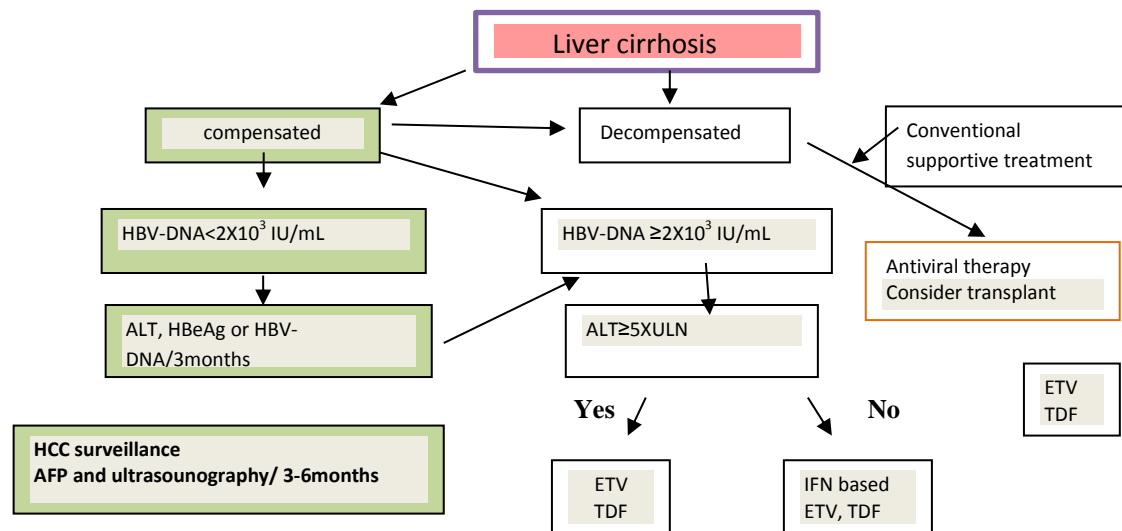 Liver cirrhosis
compensated
Decompensated
Conventional
supportive treatment
HBV-DNA<2X10³ IU/mL
HBV-DNA ≥2X10³ IU/mL
Antiviral therapy
Consider transplant
ALT, HBeAg or HBV-
DNA/3months
ALT≥5XULN
ETV
TDF
Yes
No
HCC surveillance
AFP and ultrasounography/ 3-6months
ETV
TDF
IFN based
ETV, TDF